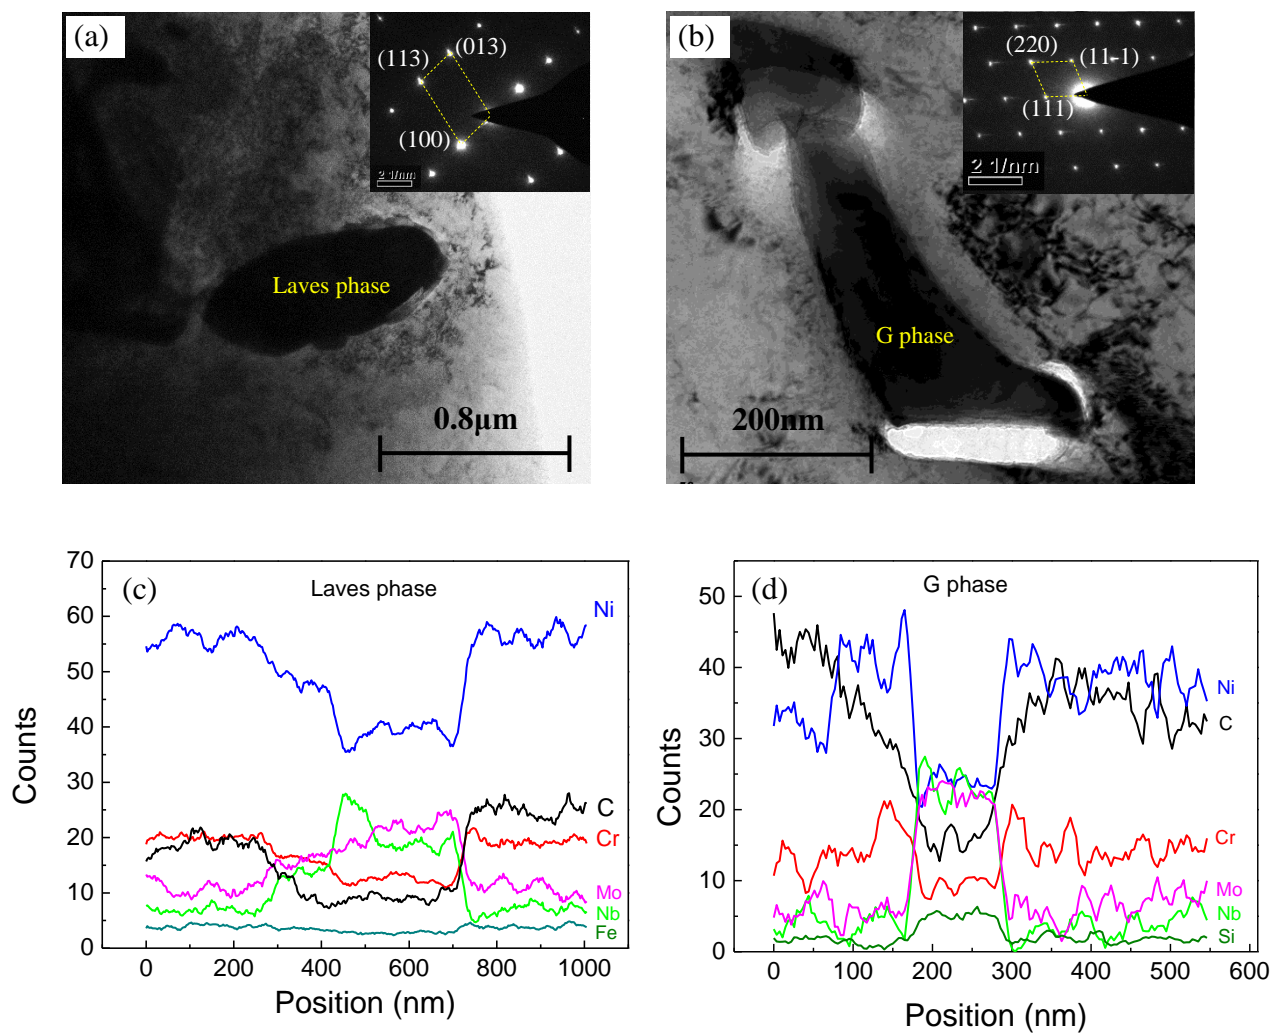 (a)
(113)
(013)
(100)
2 1/nm
Laves phase
0.8μm
(b)
(220)
(11-1)
(111)
2 1/nm
G phase
200nm
(c)
Laves phase
70
60
50
40
30
20
10
0
Counts
Ni
C
Cr
Mo
Nb
Fe
0
200
400
600
800
1000
Position (nm)
(d)
G phase
50
40
30
20
10
0
Counts
Ni
C
Cr
Mo
Nb
Si
0
100
200
300
400
500
600
Position (nm)